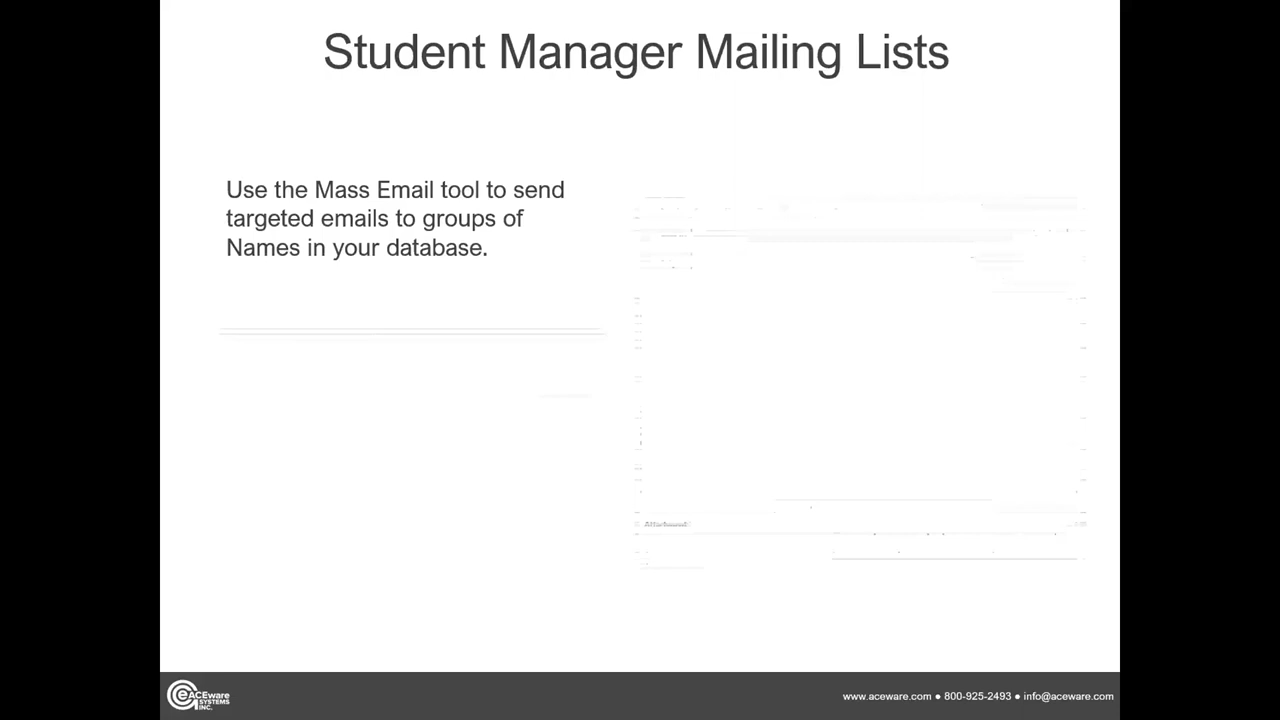 Student Manager Mailing Lists
Use the Mass Email tool to send
targeted emails to groups of
Names in your database.
Attachment
ACEware
SYSTEMS
INC.
www.aceware.com ● 800-925-2493 ● info@aceware.com